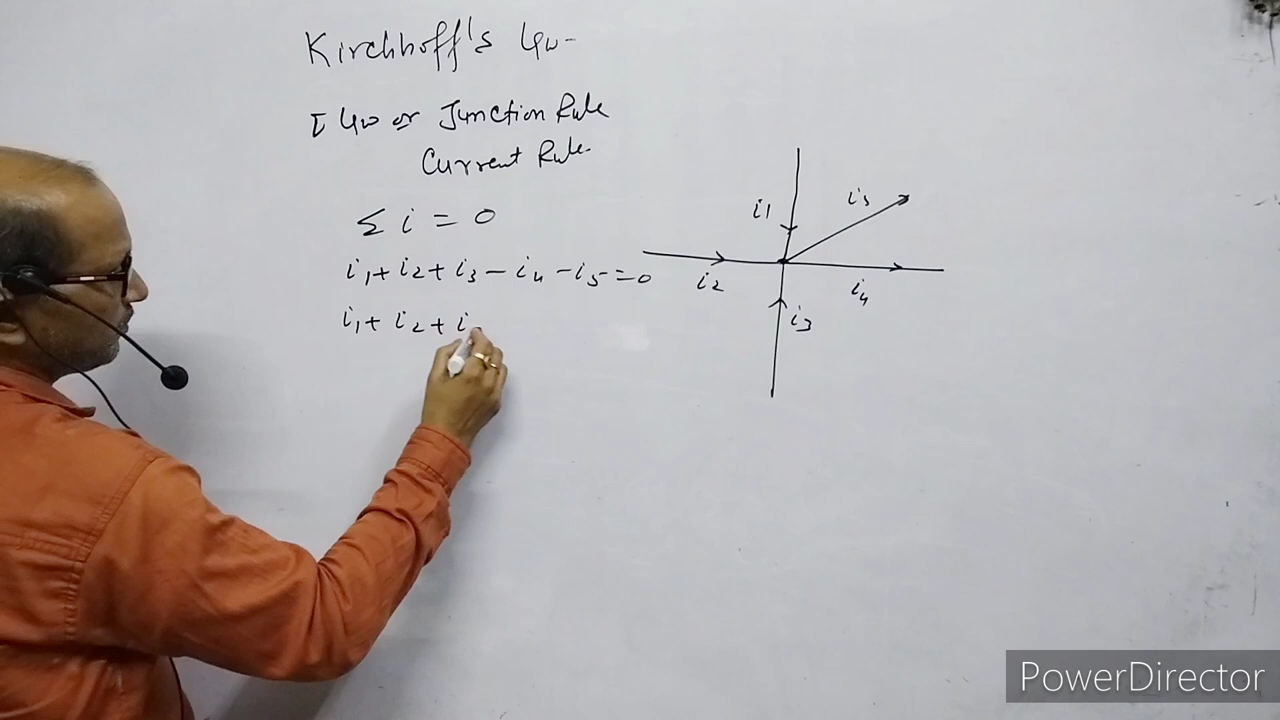 Kirchhoff's Law-
I Law or Junction Rule
Current Rule
Σ i = 0
i1 + i2 + i3 - i4 - i5 = 0
i1 + i2 + i
i1
i5
i2
i4
i3
PowerDirector